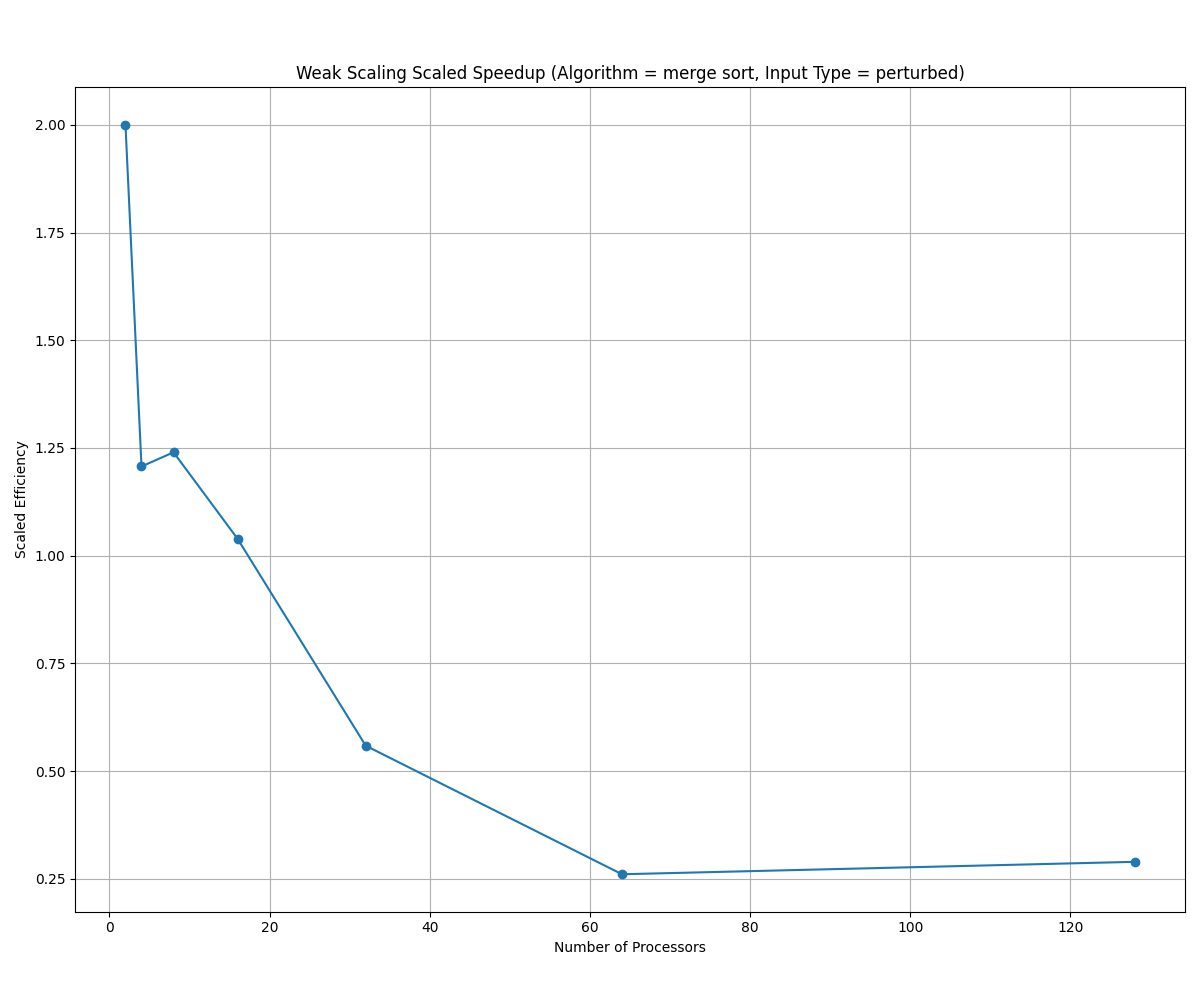 Weak Scaling Scaled Speedup (Algorithm = merge sort, Input Type = perturbed)
Scaled Efficiency
2.00
1.75
1.50
1.25
1.00
0.75
0.50
0.25
0 20 40 60 80 100 120
Number of Processors